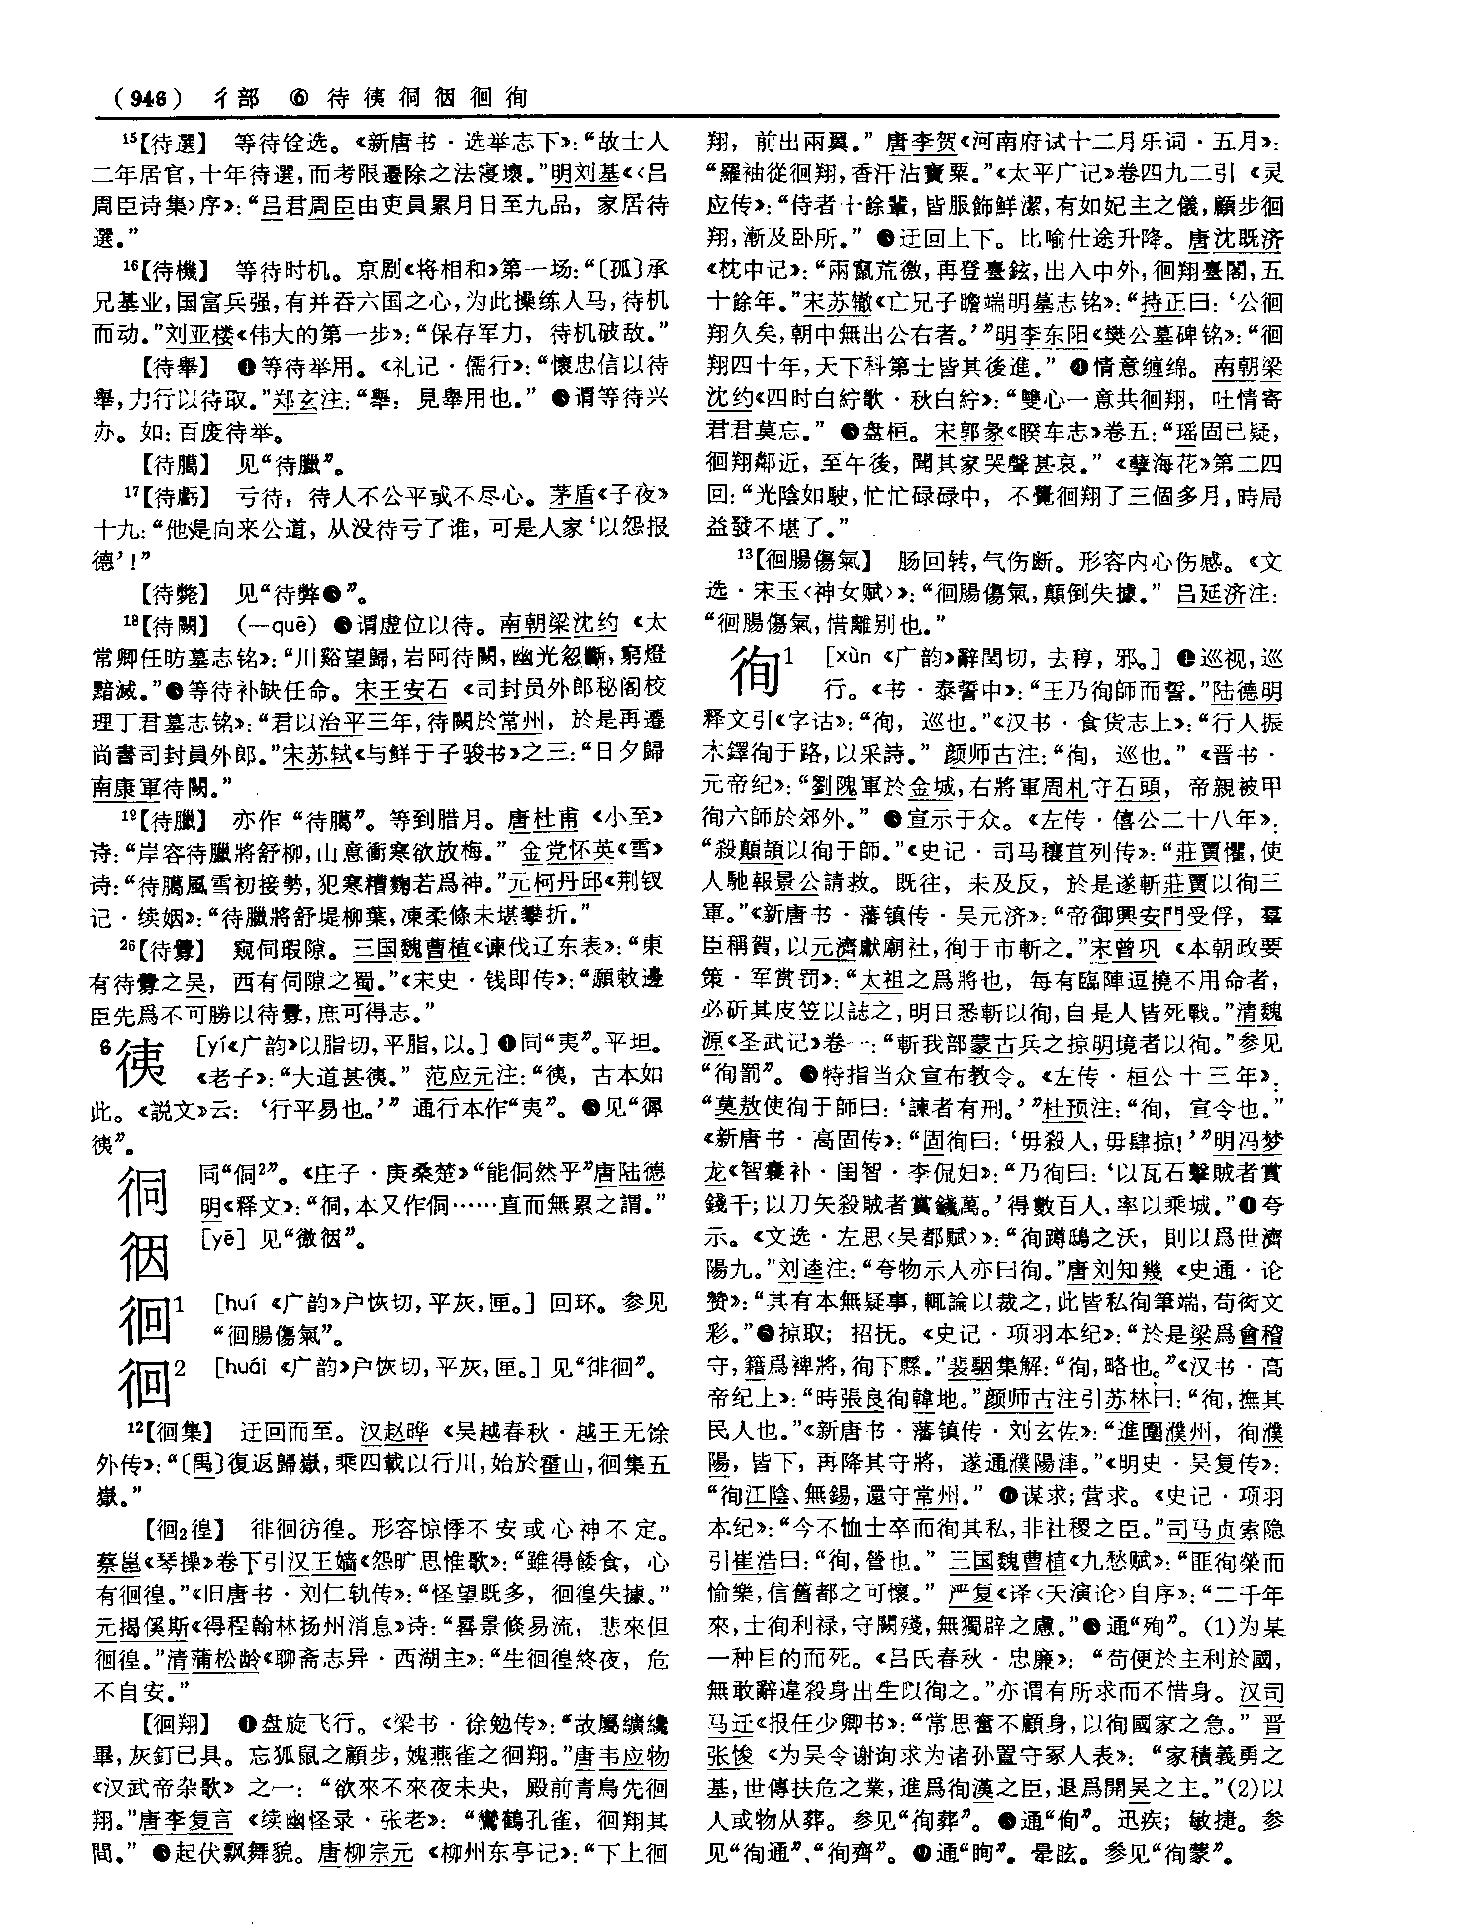 (946) 彳部 ⑥ 待徚徊徇
15【待選】 等待铨选。《新唐书·选举志下》：“故士人
二年居官，十年待選，而考限遷除之法寖壞。”明刘基《〈吕
周臣诗集〉序》：“吕君周臣由吏員累月日至九品，家居待
選。”
16【待機】 等待时机。京剧《将相和》第一场：“〔孤〕承
兄基业，国富兵强，有并吞六国之心，为此操练人马，待机
而动。”刘亚楼《伟大的第一步》：“保存军力，待机破敌。”
【待舉】 ❶等待举用。《礼记·儒行》：“懷忠信以待
舉，力行以待取。”郑玄注：“舉，見舉用也。” ❷谓等待兴
办。如：百废待举。
【待臈】 见“待臘”。
17【待虧】 亏待，待人不公平或不尽心。茅盾《子夜》
十九：“他是向来公道，从没待亏了谁，可是人家‘以怨报
德’！”
【待斃】 见“待弊❷”。
18【待闕】 （—quē） ❶谓虚位以待。南朝梁沈约《太
常卿任昉墓志铭》：“川谿望歸，岩阿待闕，幽光忽斷，窮燈
黯滅。”❷等待补缺任命。宋王安石《司封员外郎秘阁校
理丁君墓志铭》：“君以治平三年，待闕於常州，於是再遷
尚書司封員外郎。”宋苏轼《与鲜于子骏书》之三：“日夕歸
南康軍待闕。”
19【待臘】 亦作“待臈”。等到腊月。唐杜甫《小至》
诗：“岸容待臘將舒柳，山意衝寒欲放梅。” 金党怀英《雪》
诗：“待臈風雪初接勢，犯寒糟麴若爲神。”元柯丹邱《荆钗
记·续姻》：“待臘將舒堤柳葉，凍柔條未堪攀折。”
26【待釁】 窥伺瑕隙。三国魏曹植《谏伐辽东表》：“東
有待釁之吴，西有伺隙之蜀。”《宋史·钱即传》：“願敕邊
臣先爲不可勝以待釁，庶可得志。”
6徚 [yí《广韵》以脂切，平脂，以。]❶同“夷”。平坦。
《老子》：“大道甚徚。” 范应元注：“徚，古本如
此。《説文》云：‘行平易也。’” 通行本作“夷”。❷见“徲
徚”。
徊 同“侗2”。《庄子·庚桑楚》“能侗然乎”唐陆德
明《释文》：“徊，本又作侗……直而無累之謂。”
[yē] 见“徾”。
徊1 [huí 《广韵》户恢切，平灰，匣。] 回环。参见
“徊腸傷氣”。
徊2 [huái 《广韵》户恢切，平灰，匣。] 见“徘徊”。
12【徊集】 迂回而至。汉赵晔《吴越春秋·越王无馀
外传》：“〔禹〕復返歸嶽，乘四載以行川，始於霍山，徊集五
嶽。”
【徊2徨】 徘徊彷徨。形容惊悸不安或心神不定。
蔡邕《琴操》卷下引汉王嫱《怨旷思惟歌》：“雖得餧食，心
有徊徨。”《旧唐书·刘仁轨传》：“怪望既多，徊徨失據。”
元揭傒斯《得程翰林扬州消息》诗：“晷景倏易流，悲來但
徊徨。”清蒲松龄《聊斋志异·西湖主》：“生徊徨終夜，危
不自安。”
【徊翔】 ❶盘旋飞行。《梁书·徐勉传》：“故屬纊纔
畢，灰釘已具。忘狐鼠之顧步，媿燕雀之徊翔。”唐韦应物
《汉武帝杂歌》之一：“欲來不來夜未央，殿前青鳥先徊
翔。”唐李复言《续幽怪录·张老》：“鸞鶴孔雀，徊翔其
間。” ❷起伏飘舞貌。唐柳宗元《柳州东亭记》：“下上徊
翔，前出兩翼。” 唐李贺《河南府试十二月乐词·五月》：
“羅袖從徊翔，香汗沾寶粟。”《太平广记》卷四九二引《灵
应传》：“侍者十餘輩，皆服飾鮮潔，有如妃主之儀，顧步徊
翔，漸及卧所。” ❸迂回上下。比喻仕途升降。唐沈既济
《枕中记》：“兩竄荒徼，再登臺鉉，出入中外，徊翔臺閣，五
十餘年。”宋苏辙《亡兄子瞻端明墓志铭》：“持正曰：‘公徊
翔久矣，朝中無出公右者。’”明李东阳《樊公墓碑铭》：“徊
翔四十年，天下科第士皆其後進。” ❹情意缠绵。南朝梁
沈约《四时白紵歌·秋白紵》：“雙心一意共徊翔，吐情寄
君君莫忘。” ❺盘桓。宋郭彖《睽车志》卷五：“瑶固已疑，
徊翔鄰近，至午後，聞其家哭聲甚哀。”《孽海花》第二四
回：“光陰如駛，忙忙碌碌中，不覺徊翔了三個多月，時局
益發不堪了。”
13【徊腸傷氣】 肠回转，气伤断。形容内心伤感。《文
选·宋玉〈神女赋〉》：“徊腸傷氣，顛倒失據。” 吕延济注：
“徊腸傷氣，惜離别也。”
徇1 [xùn 《广韵》辭閏切，去稕，邪。] ❶巡视，巡
行。《书·泰誓中》：“王乃徇師而誓。”陆德明
释文引《字诂》：“徇，巡也。”《汉书·食货志上》：“行人振
木鐸徇于路，以采詩。” 颜师古注：“徇，巡也。”《晋书·
元帝纪》：“劉隗軍於金城，右將軍周札守石頭，帝親被甲
徇六師於郊外。” ❷宣示于众。《左传·僖公二十八年》：
“殺顛頡以徇于師。”《史记·司马穰苴列传》：“莊賈懼，使
人馳報景公請救。既往，未及反，於是遂斬莊賈以徇三
軍。”《新唐书·藩镇传·吴元济》：“帝御興安門受俘，羣
臣稱賀，以元濟獻廟社，徇于市斬之。”宋曾巩《本朝政要
策·军赏罚》：“太祖之爲將也，每有臨陣逗撓不用命者，
必斫其皮笠以誌之，明日悉斬以徇，自是人皆死戰。”清魏
源《圣武记》卷一：“斬我部蒙古兵之掠明境者以徇。”参见
“徇罰”。❸特指当众宣布教令。《左传·桓公十三年》：
“莫敖使徇于師曰：‘諫者有刑。’”杜预注：“徇，宣令也。”
《新唐书·高固传》：“固徇曰：‘毋殺人，毋肆掠！’”明冯梦
龙《智囊补·闺智·李侃妇》：“乃徇曰：‘以瓦石擊賊者賞
錢千；以刀矢殺賊者賞錢萬。’得數百人，率以乘城。”❹夸
示。《文选·左思〈吴都赋〉》：“徇蹲鴟之沃，則以爲世濟
陽九。”刘逵注：“夸物示人亦曰徇。”唐刘知幾《史通·论
赞》：“其有本無疑事，輒論以裁之，此皆私徇筆端，苟衒文
彩。”❺掠取；招抚。《史记·项羽本纪》：“於是梁爲會稽
守，籍爲裨將，徇下縣。”裴駰集解：“徇，略也。”《汉书·高
帝纪上》：“時張良徇韓地。”颜师古注引苏林曰：“徇，撫其
民人也。”《新唐书·藩镇传·刘玄佐》：“進圍濮州，徇濮
陽，皆下，再降其守將，遂通濮陽津。”《明史·吴复传》：
“徇江陰、無錫，還守常州。” ❻谋求；营求。《史记·项羽
本纪》：“今不恤士卒而徇其私，非社稷之臣。”司马贞索隐
引崔浩曰：“徇，營也。” 三国魏曹植《九愁赋》：“匪徇榮而
愉樂，信舊都之可懷。” 严复《译〈天演论〉自序》：“二千年
來，士徇利禄，守闕殘，無獨辟之慮。”❼通“殉”。(1)为某
一种目的而死。《吕氏春秋·忠廉》：“苟便於主利於國，
無敢辭違殺身出生以徇之。”亦谓有所求而不惜身。汉司
马迁《报任少卿书》：“常思奮不顧身，以徇國家之急。” 晋
张悛《为吴令谢询求为诸孙置守冢人表》：“家積義勇之
基，世傳扶危之業，進爲徇漢之臣，退爲開吴之主。”(2)以
人或物从葬。参见“徇葬”。❽通“侚”。迅疾；敏捷。参
见“徇通”、“徇齊”。❾通“眴”。晕眩。参见“徇蒙”。